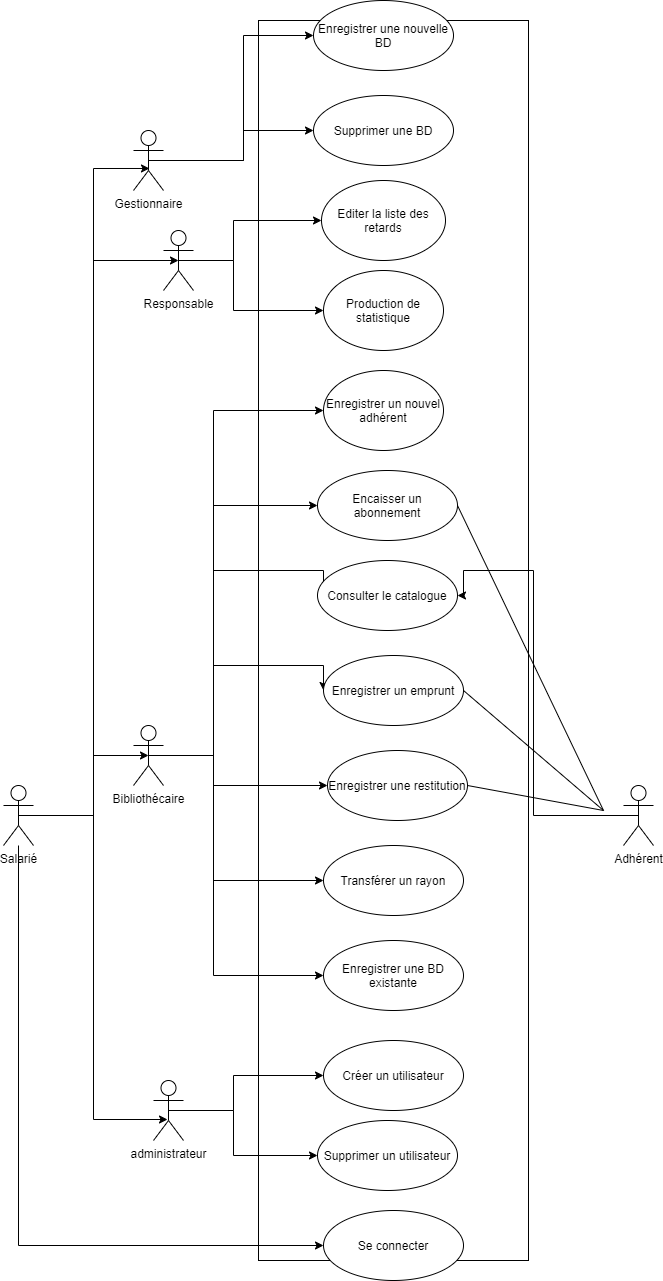 Enregistrer une nouvelle
BD
Supprimer une BD
Gestionnaire
Editer la liste des
retards
Responsable
Production de
statistique
Enregistrer un nouvel
adhérent
Encaisser un
abonnement
Consulter le catalogue
Enregistrer un emprunt
Enregistrer une restitution
Bibliothécaire
Salarié
Adhérent
Transférer un rayon
Enregistrer une BD
existante
Créer un utilisateur
administrateur
Supprimer un utilisateur
Se connecter